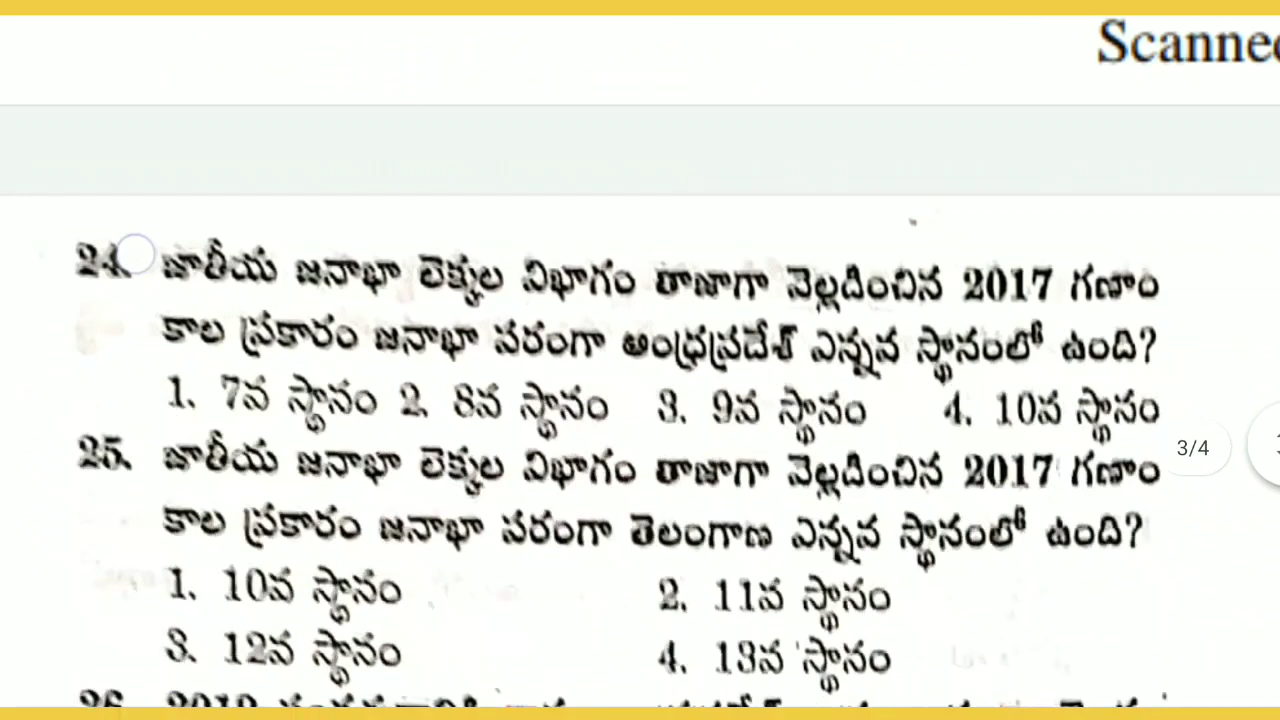 Scanned
24. జాతీయ జనాభా లెక్కల విభాగం తాజాగా వెల్లడించిన 2017 గణాం
కాల ప్రకారం జనాభా పరంగా ఆంధ్రప్రదేశ్ ఎన్నవ స్థానంలో ఉంది?
1. 7వ స్థానం 2. 8వ స్థానం 3. 9వ స్థానం 4. 10వ స్థానం
25. జాతీయ జనాభా లెక్కల విభాగం తాజాగా వెల్లడించిన 2017 గణాం
3/4
కాల ప్రకారం జనాభా పరంగా తెలంగాణ ఎన్నవ స్థానంలో ఉంది?
1. 10వ స్థానం 2. 11వ స్థానం
3. 12వ స్థానం 4. 13వ స్థానం